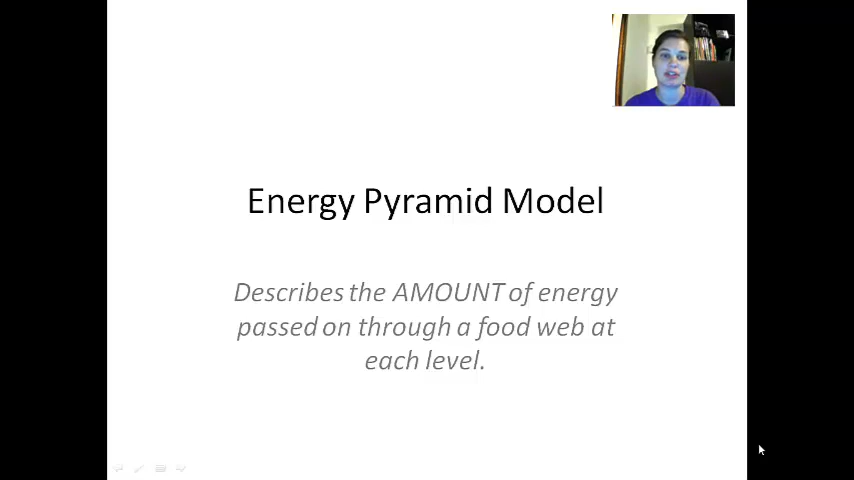 Energy Pyramid Model
Describes the AMOUNT of energy
passed on through a food web at
each level.